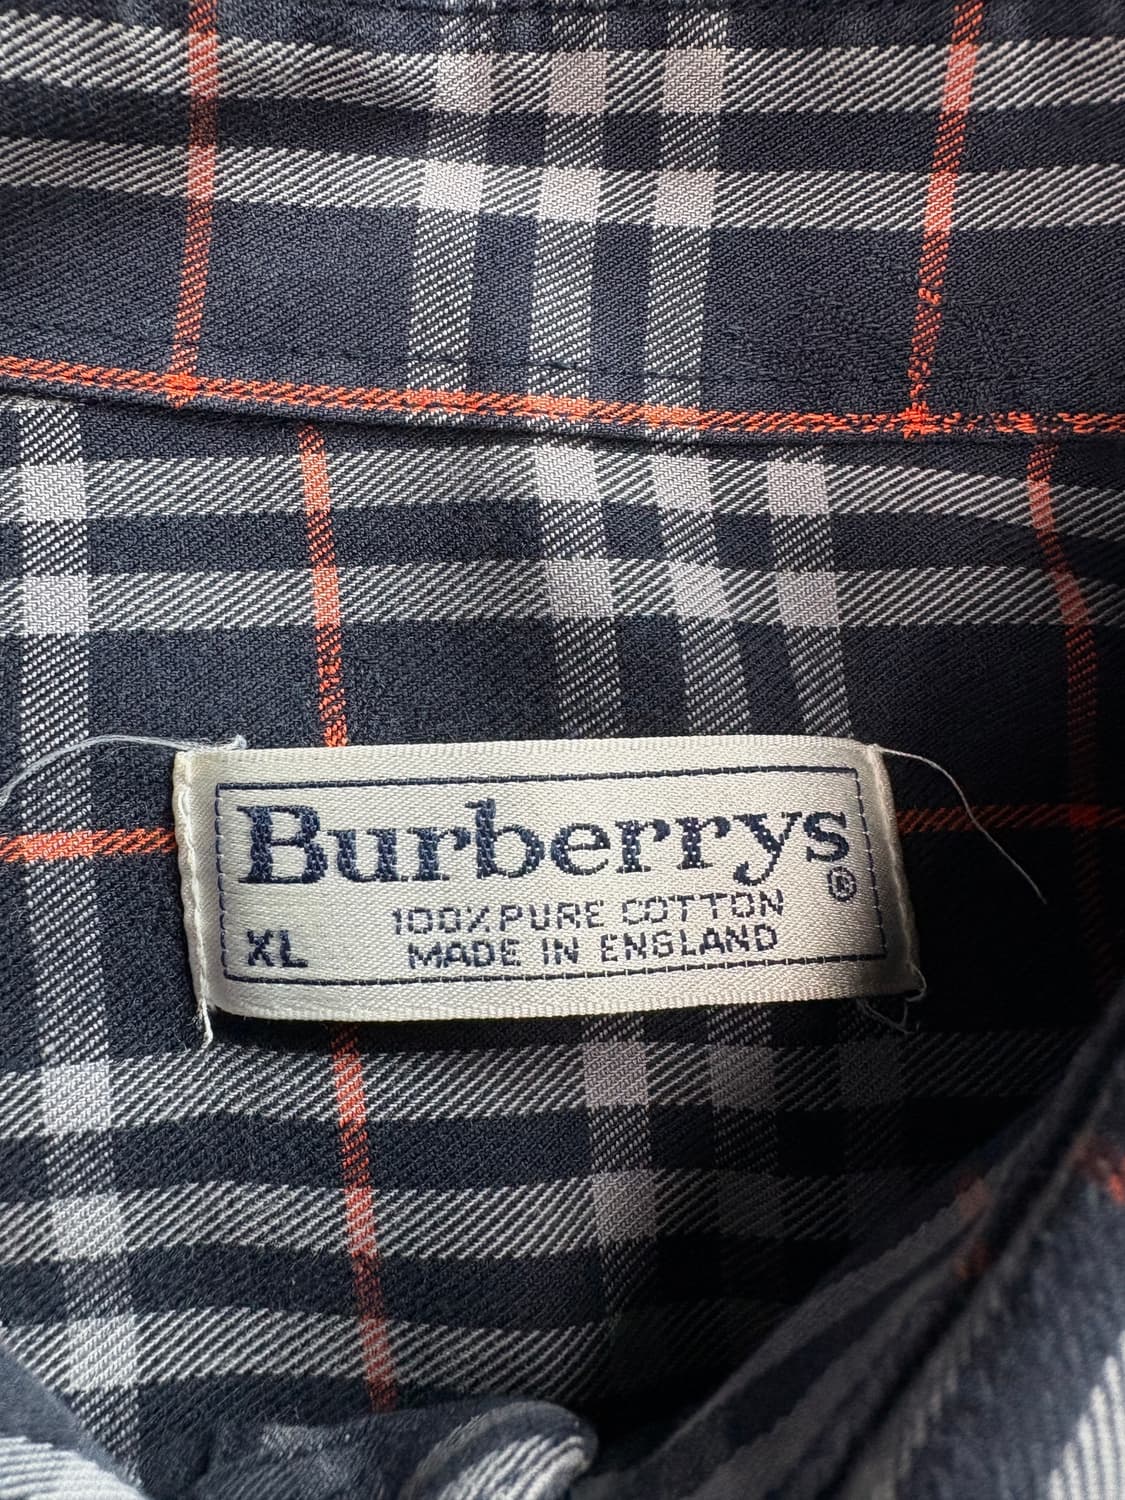 Burberrys
®
100% PURE COTTON
XL
MADE IN ENGLAND